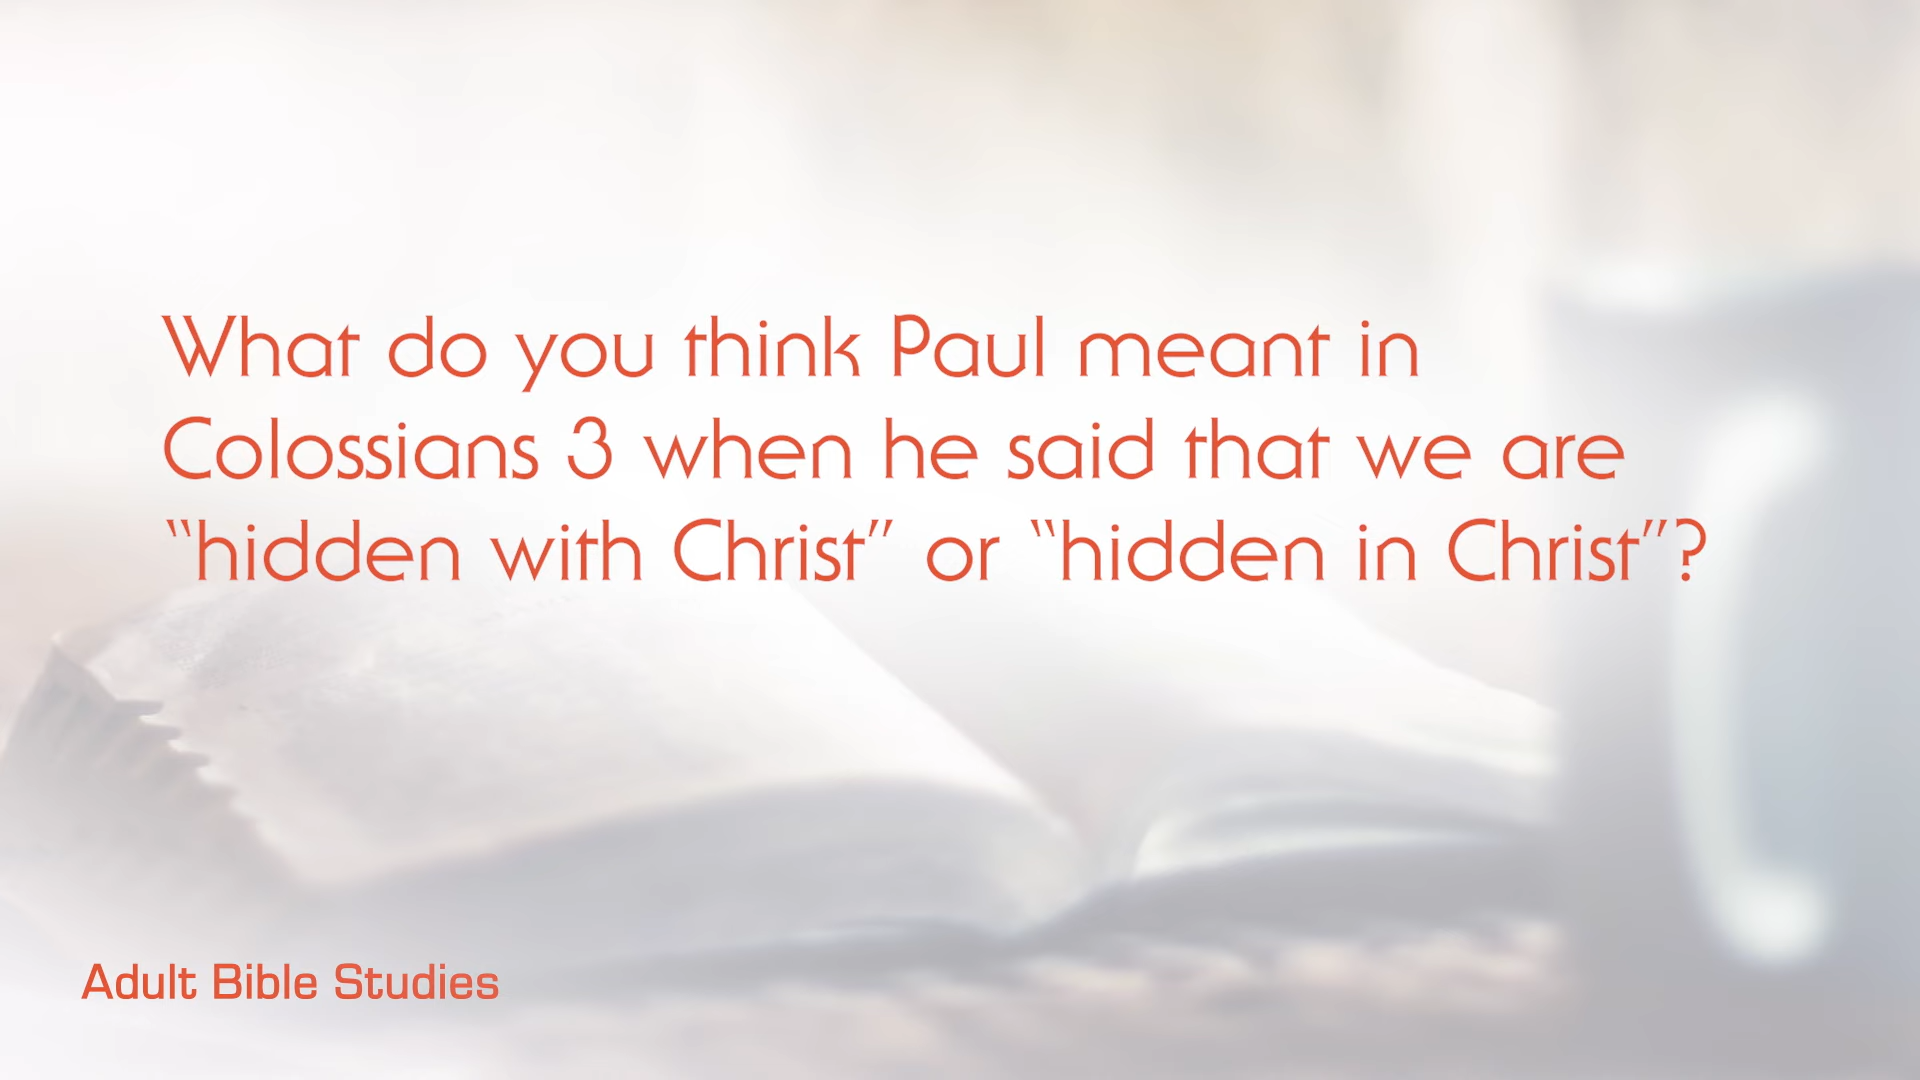 What do you think Paul meant in
Colossians 3 when he said that we are
“hidden with Christ” or “hidden in Christ”?
Adult Bible Studies